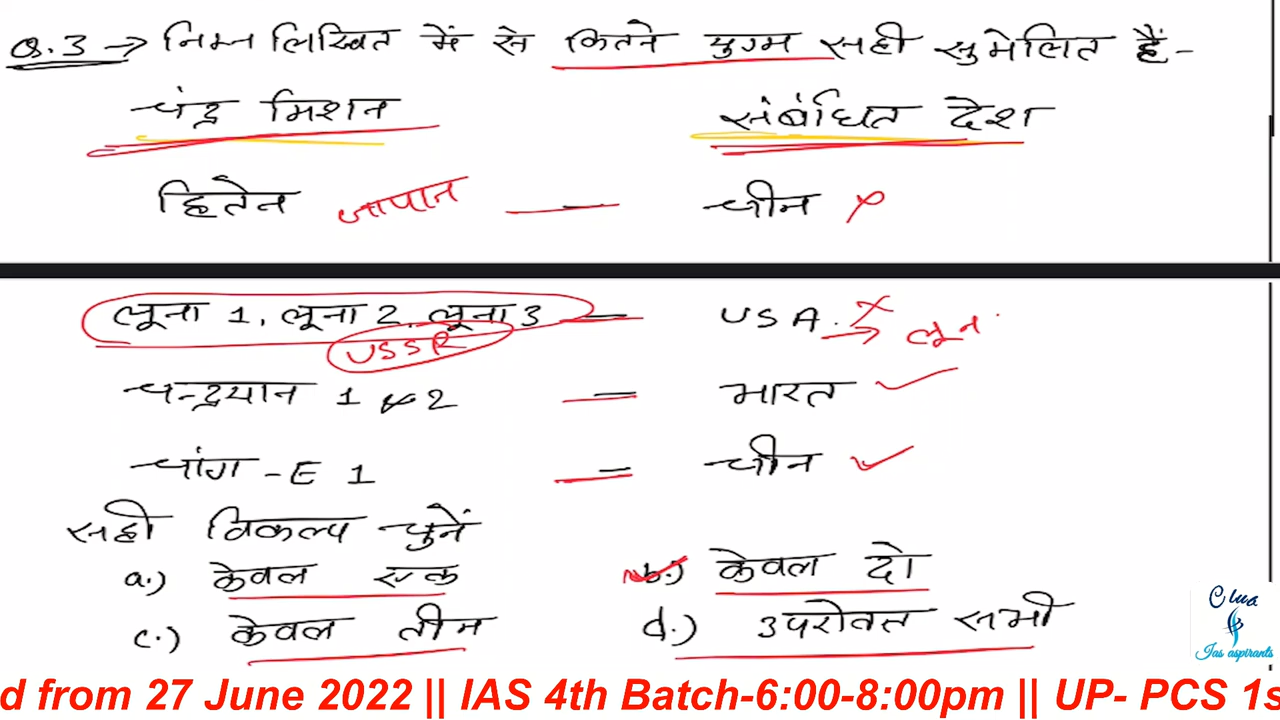 Q.3 → निम्नलिखित में से कितने युग्म सही सुमेलित हैं-
चंद्र मिशन संबंधित देश
हितेन जापान — चीन ×
लूना 1, लूना 2, लूना 3 — USA. × →
USSR
चन्द्रयान 1 & 2 — भारत ✓
चांग -E 1 — चीन ✓
सही विकल्प चुनें
a.) केवल एक b.) केवल दो
c.) केवल तीन d.) उपरोक्त सभी
Clua
Ias aspirants
d from 27 June 2022 || IAS 4th Batch-6:00-8:00pm || UP- PCS 1s